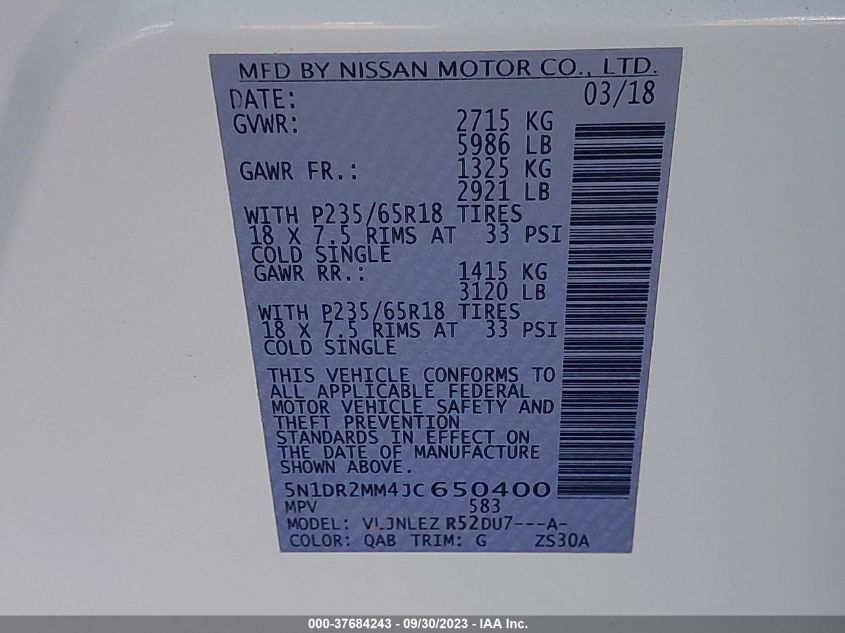 MFD BY NISSAN MOTOR CO., LTD.
DATE: 03/18
GVWR: 2715 KG
5986 LB
GAWR FR.: 1325 KG
2921 LB
WITH P235/65R18 TIRES
18 X 7.5 RIMS AT 33 PSI
COLD SINGLE
GAWR RR.: 1415 KG
3120 LB
WITH P235/65R18 TIRES
18 X 7.5 RIMS AT 33 PSI
COLD SINGLE
THIS VEHICLE CONFORMS TO
ALL APPLICABLE FEDERAL
MOTOR VEHICLE SAFETY AND
THEFT PREVENTION
STANDARDS IN EFFECT ON
THE DATE OF MANUFACTURE
SHOWN ABOVE.
5N1DR2MM4JC650400
MPV 583
MODEL: VLJNLEZ R52DU7---A-
COLOR: QAB TRIM: G ZS30A
000-37684243 - 09/30/2023 - IAA Inc.